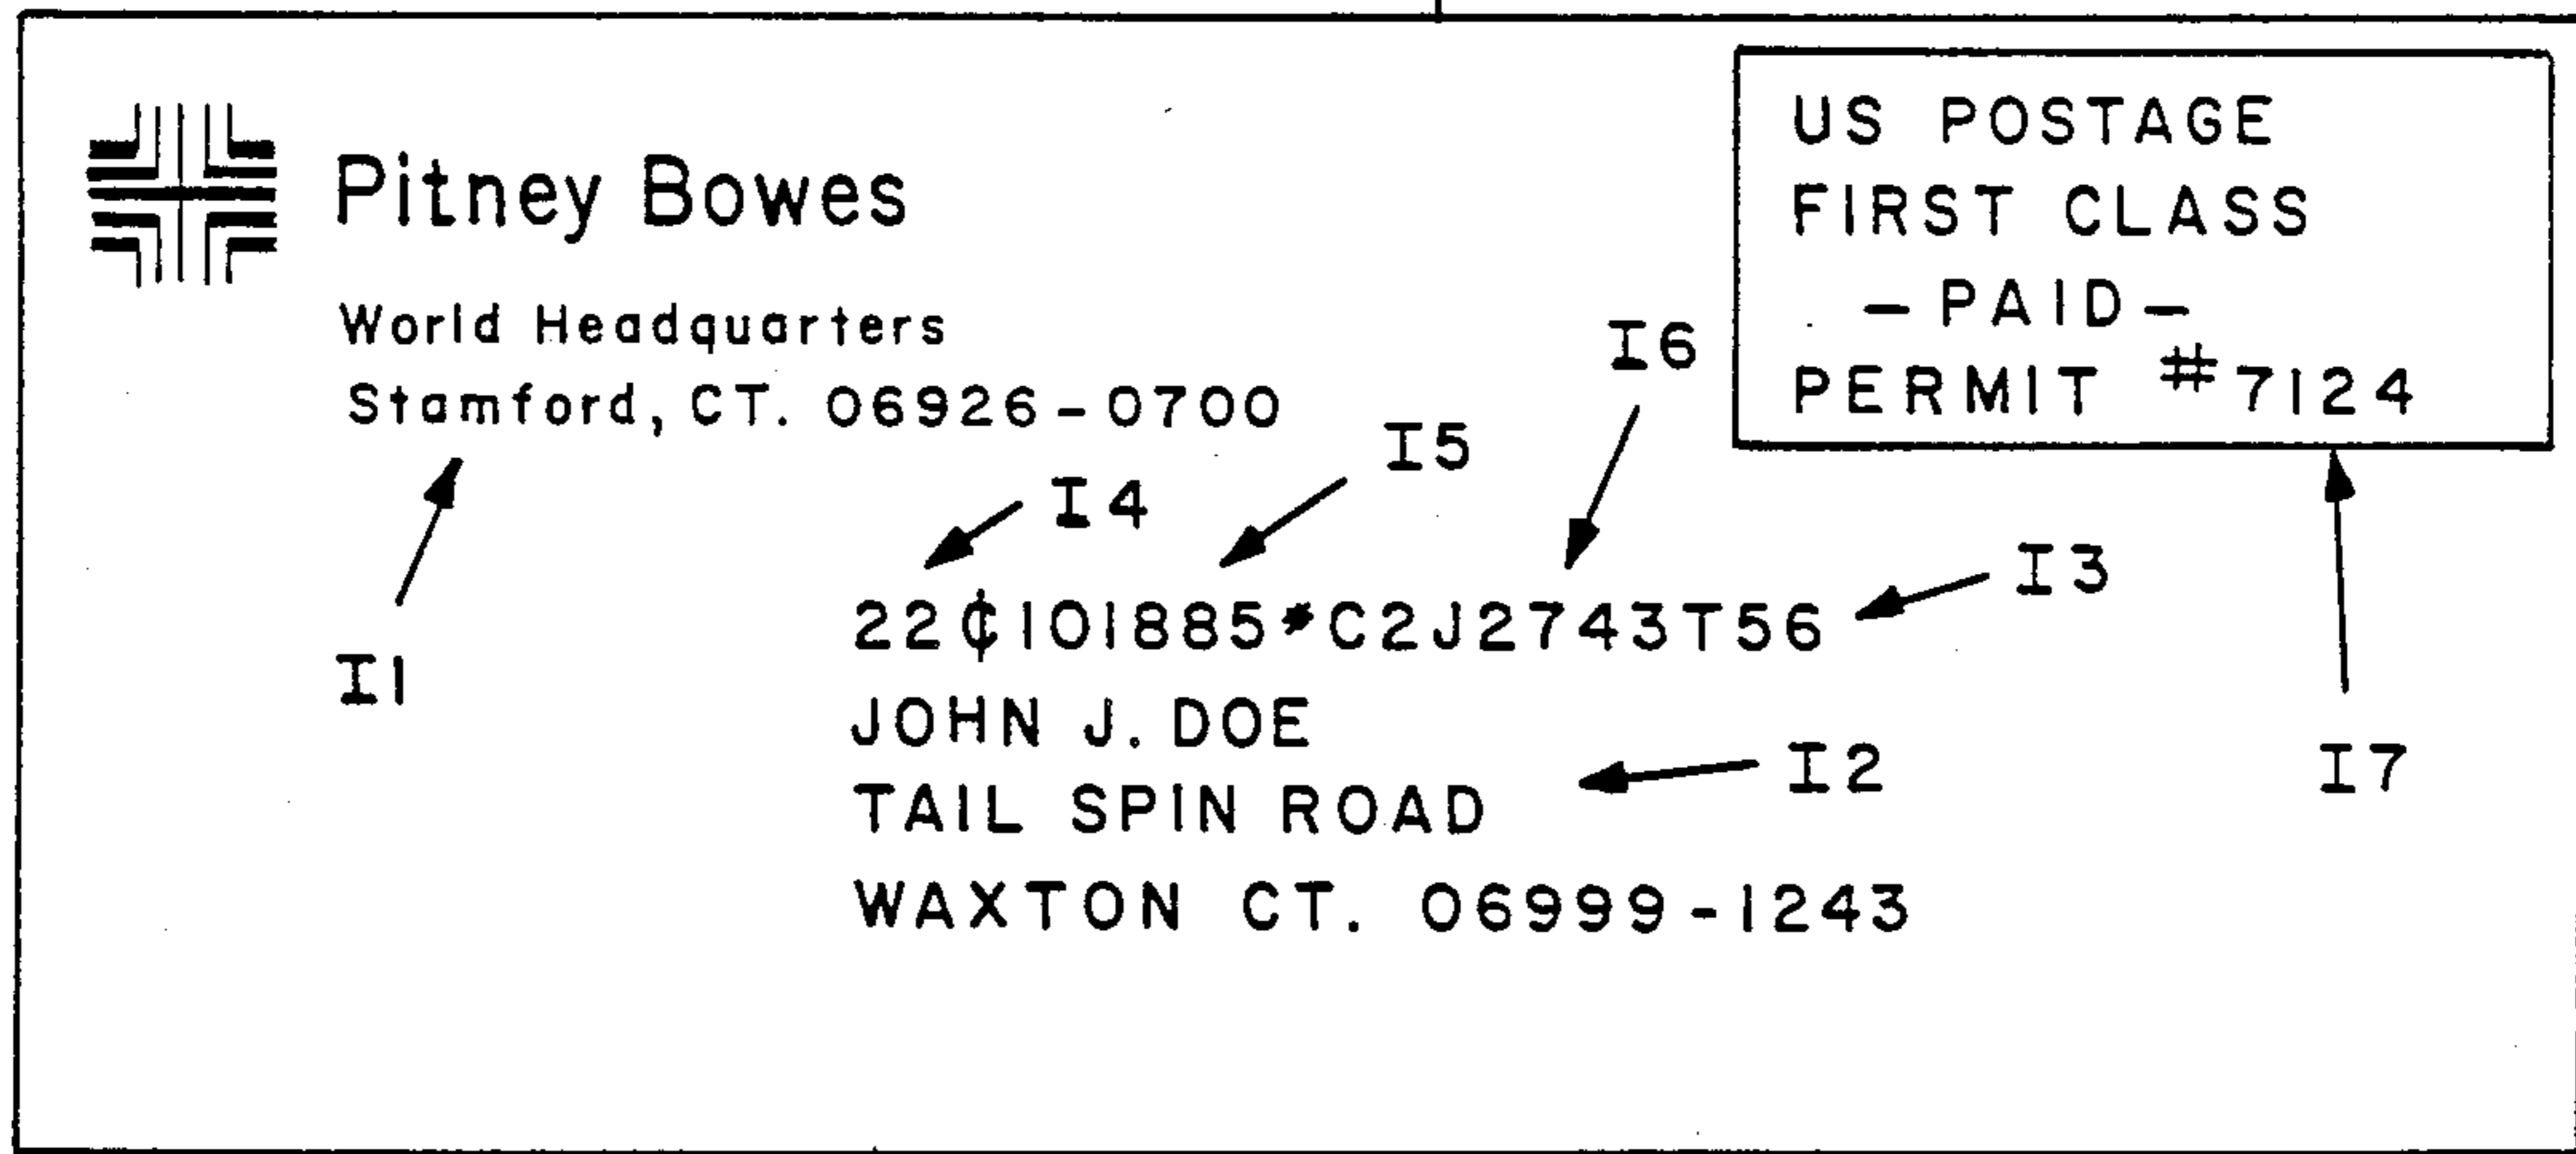 Pitney Bowes
World Headquarters
Stamford, CT. 06926-0700
US POSTAGE
FIRST CLASS
- PAID -
PERMIT #7124
I6
I5
I4
I3
22¢101885*C2J2743T56
I1
JOHN J. DOE
I2
TAIL SPIN ROAD
I7
WAXTON CT. 06999-1243